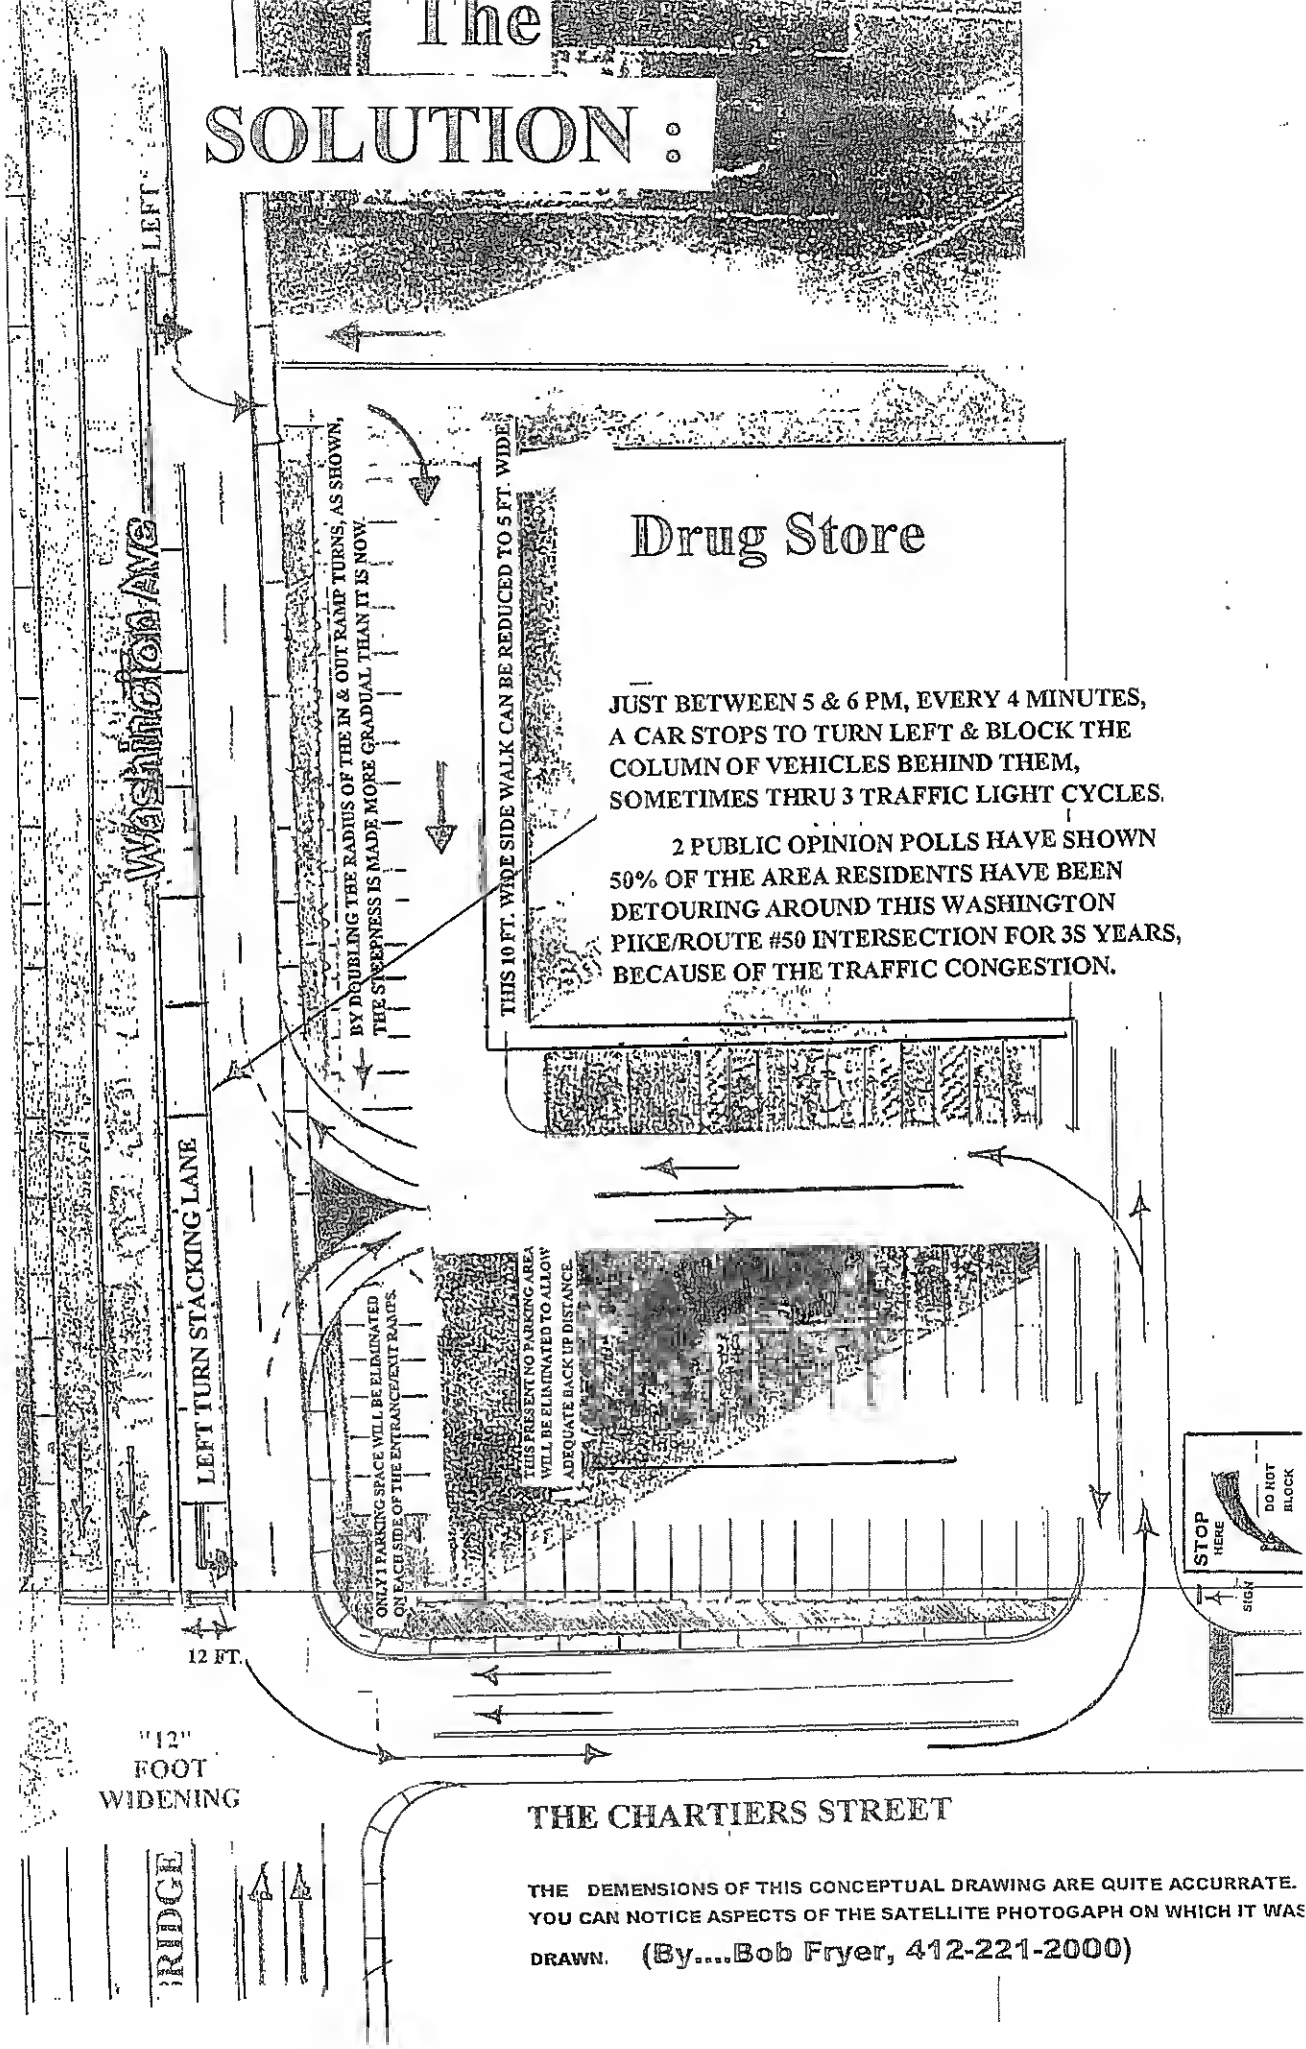 The
SOLUTION :
LEFT
Washington Ave
BY DOUBLING THE RADIUS OF THE IN & OUT RAMP TURNS, AS SHOWN,
THE STEEPNESS IS MADE MORE GRADUAL THAN IT IS NOW.
THIS 10 FT. WIDE SIDE WALK CAN BE REDUCED TO 5 FT. WIDE
Drug Store
JUST BETWEEN 5 & 6 PM, EVERY 4 MINUTES,
A CAR STOPS TO TURN LEFT & BLOCK THE
COLUMN OF VEHICLES BEHIND THEM,
SOMETIMES THRU 3 TRAFFIC LIGHT CYCLES.
2 PUBLIC OPINION POLLS HAVE SHOWN
50% OF THE AREA RESIDENTS HAVE BEEN
DETOURING AROUND THIS WASHINGTON
PIKE/ROUTE #50 INTERSECTION FOR 3S YEARS,
BECAUSE OF THE TRAFFIC CONGESTION.
LEFT TURN STACKING LANE
ONLY 1 PARKING SPACE WILL BE ELIMINATED
ON EACH SIDE OF THE ENTRANCE/EXIT RAMPS.
THIS PRESENT NO PARKING AREA
WILL BE ELIMINATED TO ALLOW
ADEQUATE BACK UP DISTANCE.
STOP
HERE
DO NOT
BLOCK
SIGN
12 FT.
"12"
FOOT
WIDENING
BRIDGE
THE CHARTIERS STREET
THE DEMENSIONS OF THIS CONCEPTUAL DRAWING ARE QUITE ACCURRATE.
YOU CAN NOTICE ASPECTS OF THE SATELLITE PHOTOGAPH ON WHICH IT WAS
DRAWN. (By....Bob Fryer, 412-221-2000)